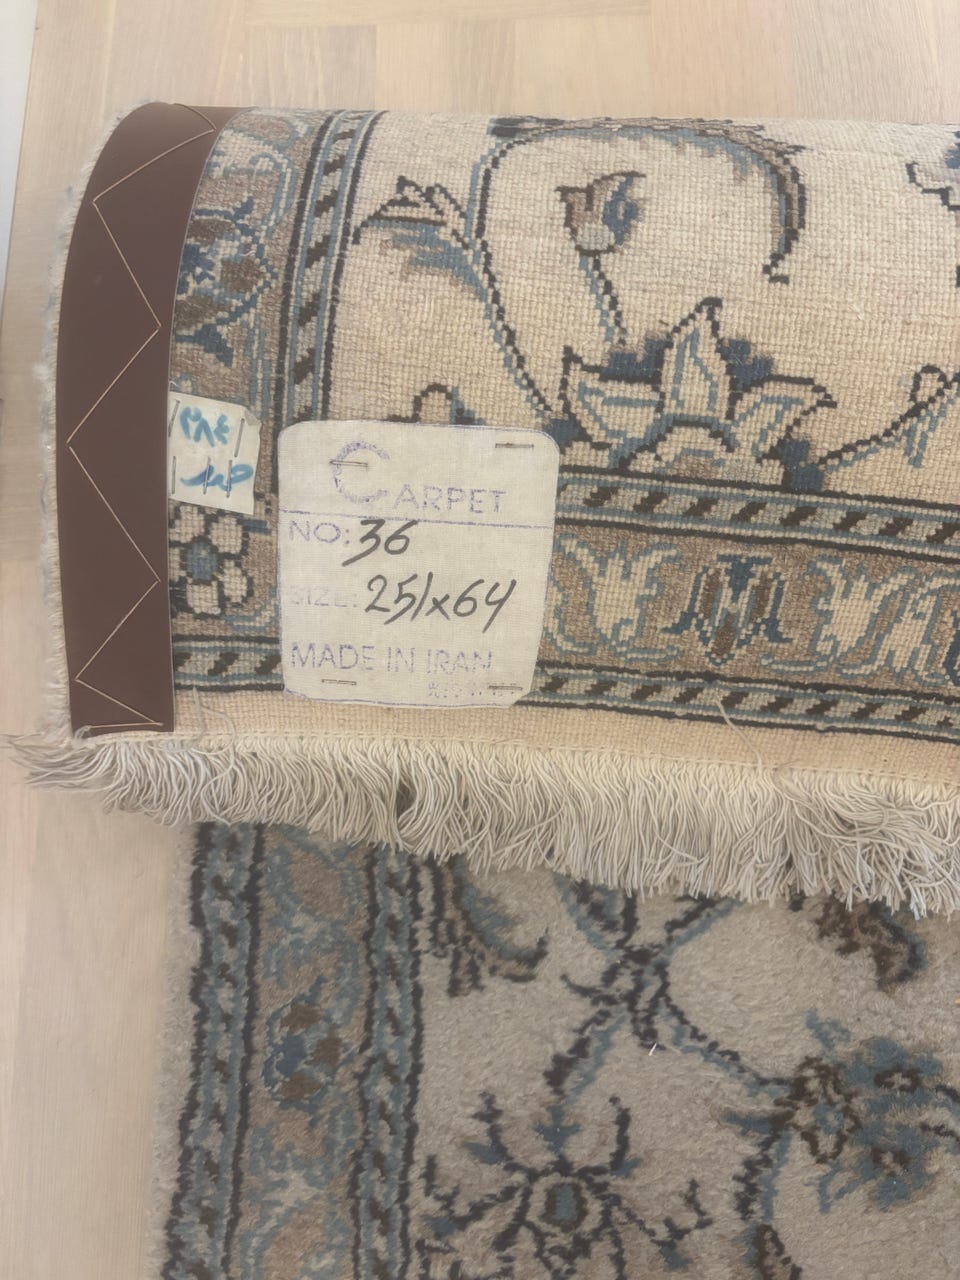 CARPET
NO: 36
SIZE: 251x64
MADE IN IRAN